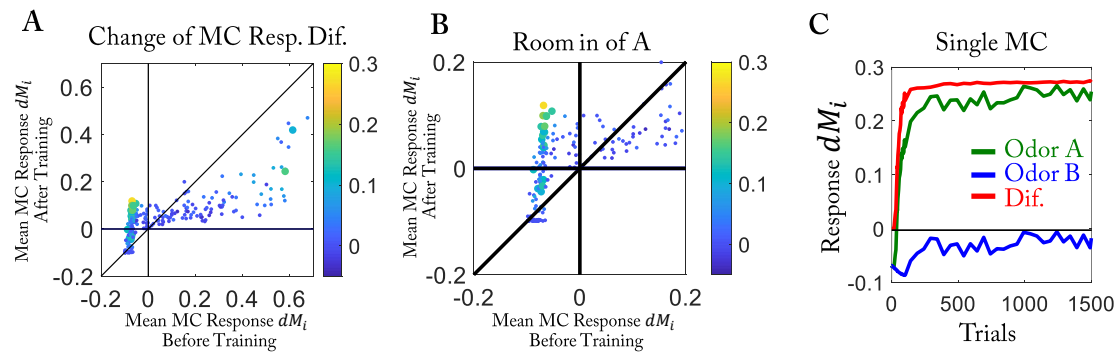 A
Change of MC Resp. Dif.
Mean MC Response dM_i
After Training
0.6
0.4
0.2
0
-0.2
-0.2 0 0.2 0.4 0.6
Mean MC Response dM_i
Before Training
0.3
0.2
0.1
0
B
Room in of A
Mean MC Response dM_i
After Training
0.2
0
-0.2
-0.2 0 0.2
Mean MC Response dM_i
Before Training
0.3
0.2
0.1
0
C
Single MC
Response dM_i
0.3
0.2
0.1
0
-0.1
Odor A
Odor B
Dif.
0 500 1000 1500
Trials